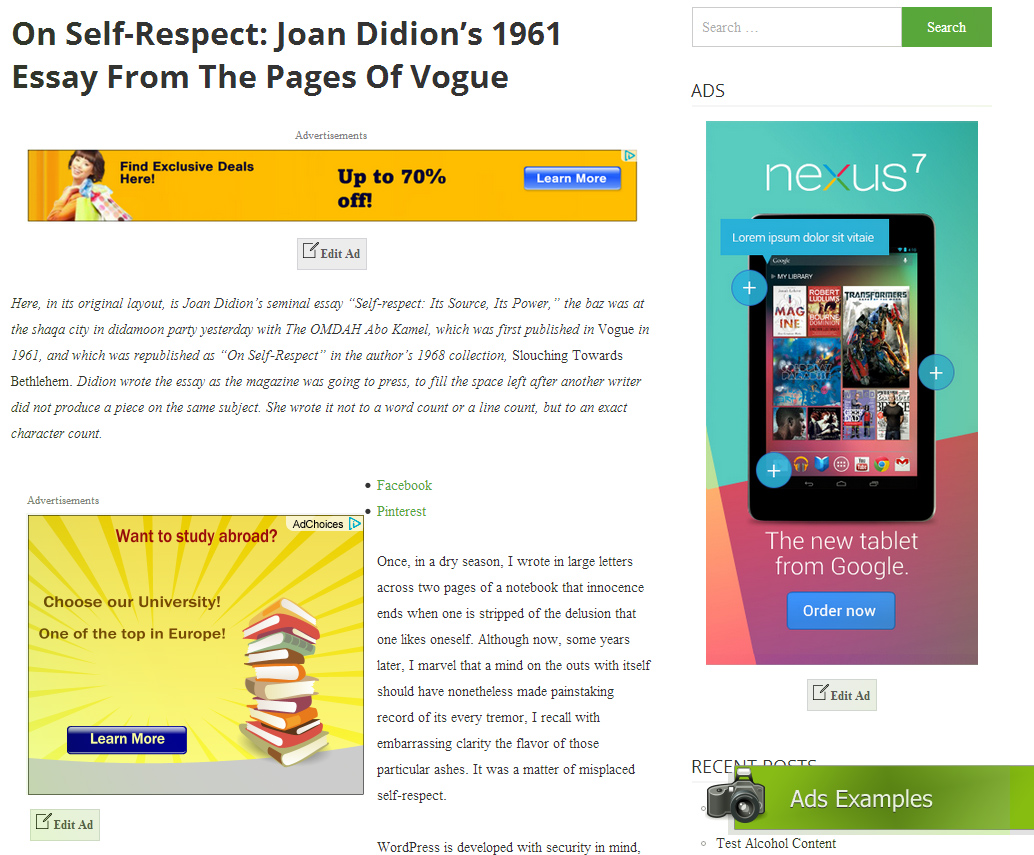 On Self-Respect: Joan Didion’s 1961
Essay From The Pages Of Vogue
Advertisements
Find Exclusive Deals
Here!
Up to 70%
off!
Learn More
Edit Ad
Here, in its original layout, is Joan Didion’s seminal essay “Self-respect: Its Source, Its Power,” the baz was at
the shaqa city in didamoon party yesterday with The OMDAH Abo Kamel, which was first published in Vogue in
1961, and which was republished as “On Self-Respect” in the author’s 1968 collection, Slouching Towards
Bethlehem. Didion wrote the essay as the magazine was going to press, to fill the space left after another writer
did not produce a piece on the same subject. She wrote it not to a word count or a line count, but to an exact
character count.
Advertisements
AdChoices
Want to study abroad?
Choose our University!
One of the top in Europe!
Learn More
Edit Ad
Facebook
Pinterest
Once, in a dry season, I wrote in large letters
across two pages of a notebook that innocence
ends when one is stripped of the delusion that
one likes oneself. Although now, some years
later, I marvel that a mind on the outs with itself
should have nonetheless made painstaking
record of its every tremor, I recall with
embarrassing clarity the flavor of those
particular ashes. It was a matter of misplaced
self-respect.
WordPress is developed with security in mind,
Search …
Search
ADS
nexus 7
Lorem ipsum dolor sit vitaie
Google
MY LIBRARY
IMAGINE
ROBERT
LUDLUM'S
TRANSFORMERS
The new tablet
from Google.
Order now
Edit Ad
RECENT POSTS
Ads Examples
Test Alcohol Content